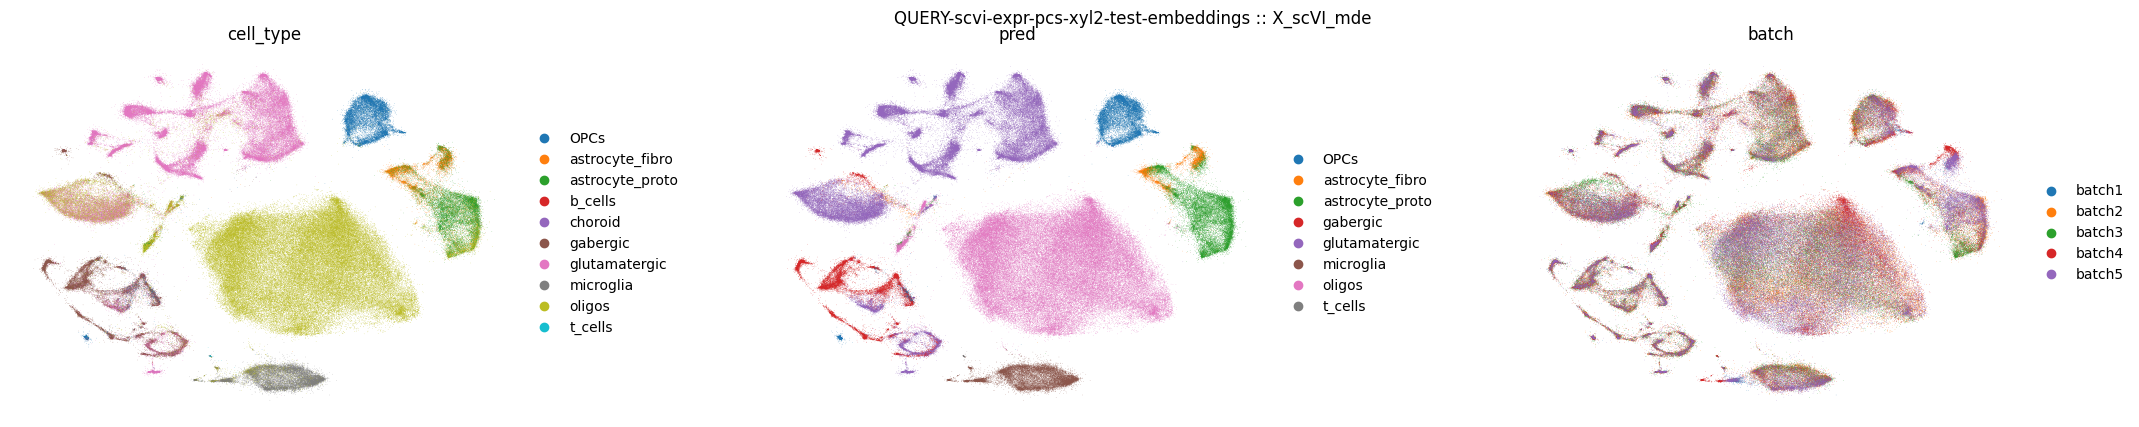 QUERY-scvi-expr-pcs-xyl2-test-embeddings :: X_scVI_mde
cell_type
OPCs
astrocyte_fibro
astrocyte_proto
b_cells
choroid
gabergic
glutamatergic
microglia
oligos
t_cells
pred
OPCs
astrocyte_fibro
astrocyte_proto
gabergic
glutamatergic
microglia
oligos
t_cells
batch
batch1
batch2
batch3
batch4
batch5